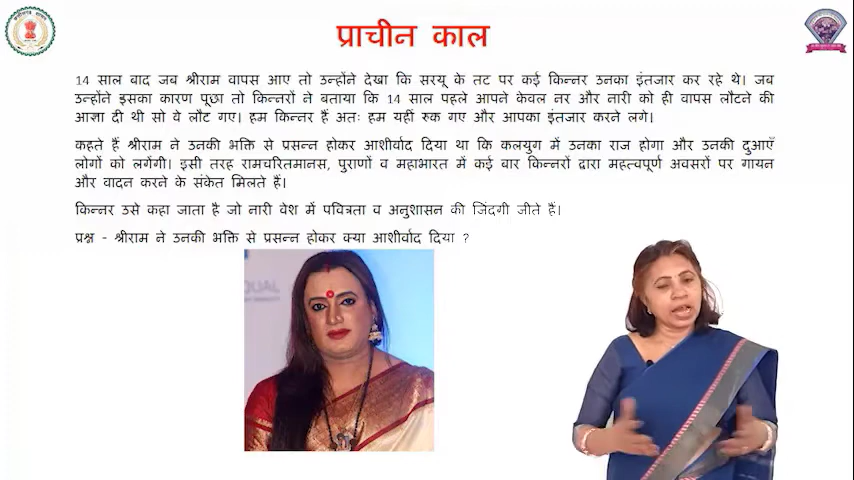 प्राचीन काल
14 साल बाद जब श्रीराम वापस आए तो उन्होंने देखा कि सरयू के तट पर कई किन्नर उनका इंतजार कर रहे थे। जब
उन्होंने इसका कारण पूछा तो किन्नरों ने बताया कि 14 साल पहले आपने केवल नर और नारी को ही वापस लौटने की
आज्ञा दी थी सो वे लौट गए। हम किन्नर हैं अतः हम यहीं रुक गए और आपका इंतजार करने लगे।
कहते हैं श्रीराम ने उनकी भक्ति से प्रसन्न होकर आशीर्वाद दिया था कि कलयुग में उनका राज होगा और उनकी दुआएँ
लोगों को लगेंगी। इसी तरह रामचरितमानस, पुराणों व महाभारत में कई बार किन्नरों द्वारा महत्वपूर्ण अवसरों पर गायन
और वादन करने के संकेत मिलते हैं।
किन्नर उसे कहा जाता है जो नारी वेश में पवित्रता व अनुशासन की जिंदगी जीते हैं।
प्रश्न - श्रीराम ने उनकी भक्ति से प्रसन्न होकर क्या आशीर्वाद दिया ?